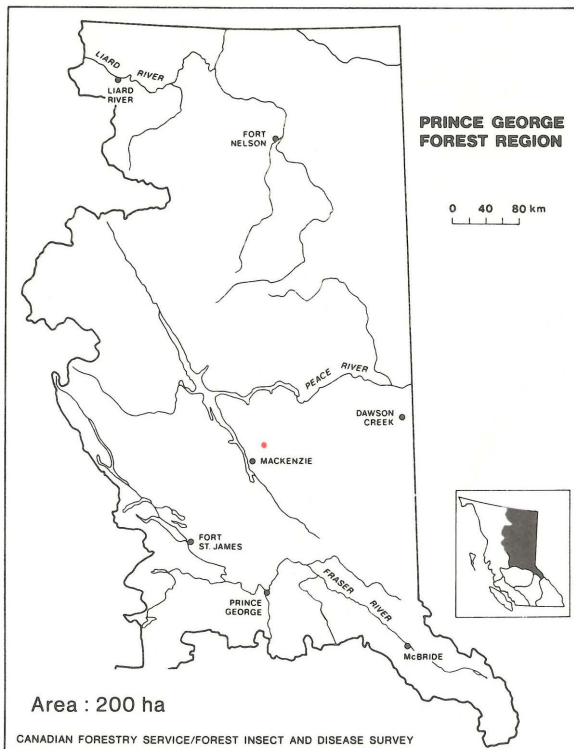 LIARD RIVER
LIARD
RIVER
FORT
NELSON
PRINCE GEORGE
FOREST REGION
0 40 80 km
PEACE RIVER
DAWSON
CREEK
MACKENZIE
FORT
ST. JAMES
FRASER RIVER
PRINCE
GEORGE
McBRIDE
Area : 200 ha
CANADIAN FORESTRY SERVICE/FOREST INSECT AND DISEASE SURVEY